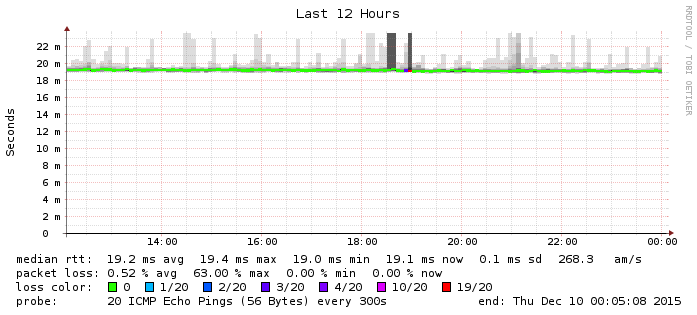 Last 12 Hours
RRDTOOL / TOBI OETIKER
Seconds
22 m
20 m
18 m
16 m
14 m
12 m
10 m
8 m
6 m
4 m
2 m
0
14:00 16:00 18:00 20:00 22:00 00:00
median rtt: 19.2 ms avg 19.4 ms max 19.0 ms min 19.1 ms now 0.1 ms sd 268.3 am/s
packet loss: 0.52 % avg 63.00 % max 0.00 % min 0.00 % now
loss color: 0 1/20 2/20 3/20 4/20 10/20 19/20
probe: 20 ICMP Echo Pings (56 Bytes) every 300s end: Thu Dec 10 00:05:08 2015